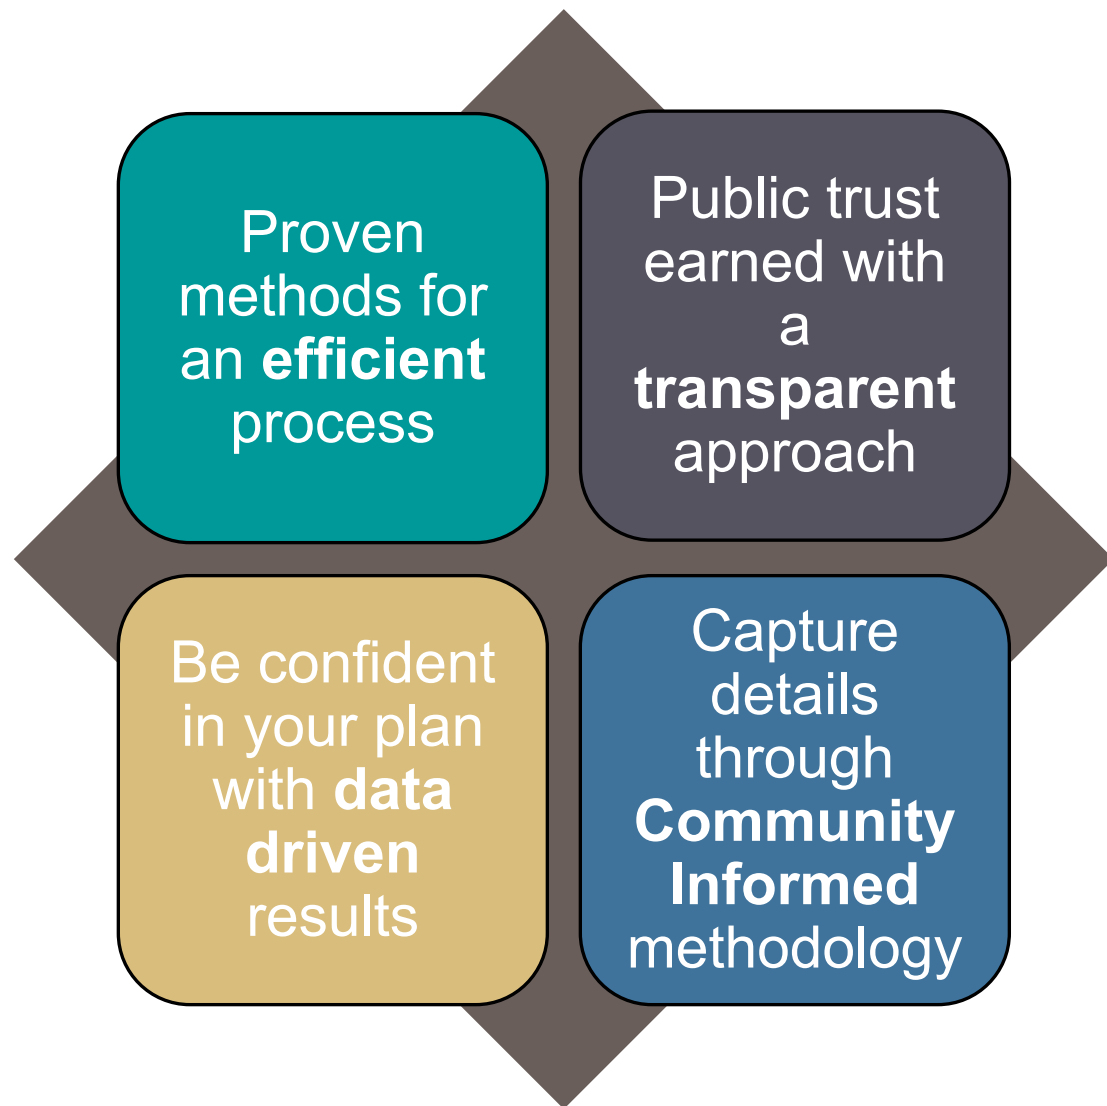 Proven
methods for
an efficient
process
Public trust
earned with
a
transparent
approach
Be confident
in your plan
with data
driven
results
Capture
details
through
Community
Informed
methodology